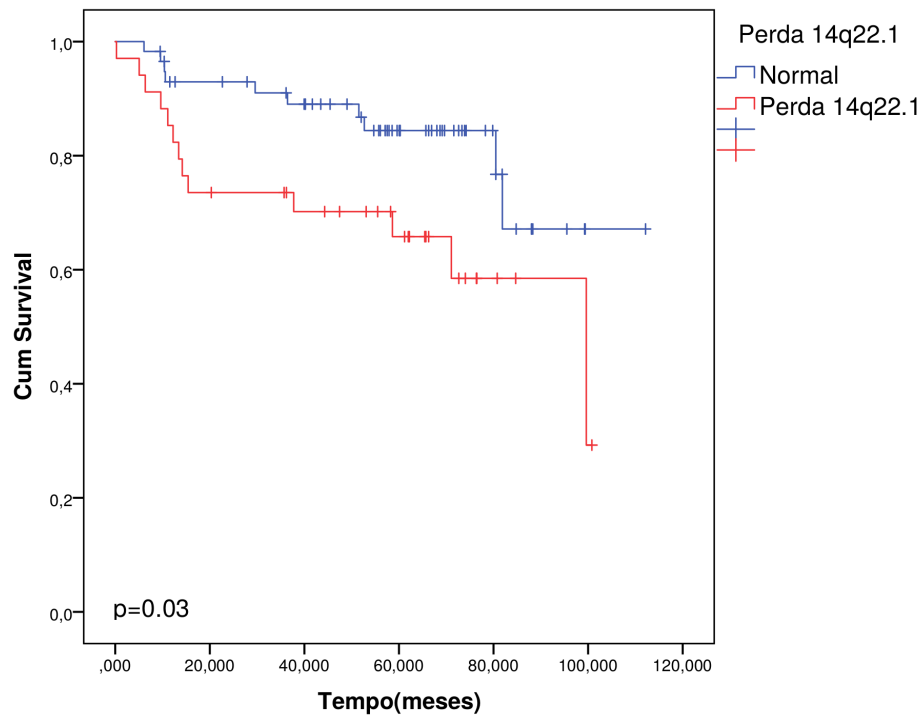 Perda 14q22.1
Normal
Perda 14q22.1
Cum Survival
1,0
0,8
0,6
0,4
0,2
0,0
p=0.03
,000
20,000
40,000
60,000
80,000
100,000
120,000
Tempo(meses)